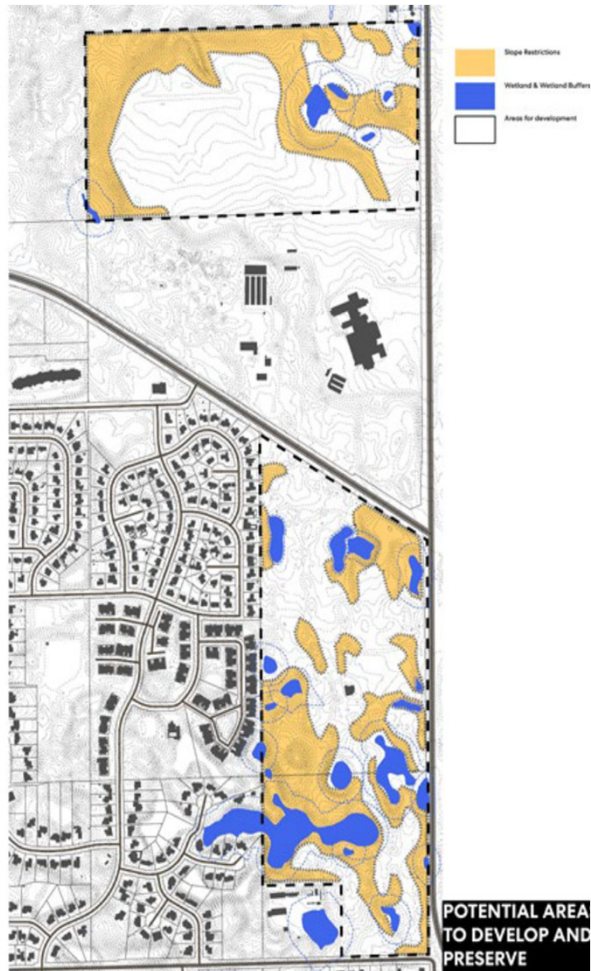 Slope Restrictions
Wetland & Wetland Buffers
Areas for development
POTENTIAL AREA
TO DEVELOP AND
PRESERVE